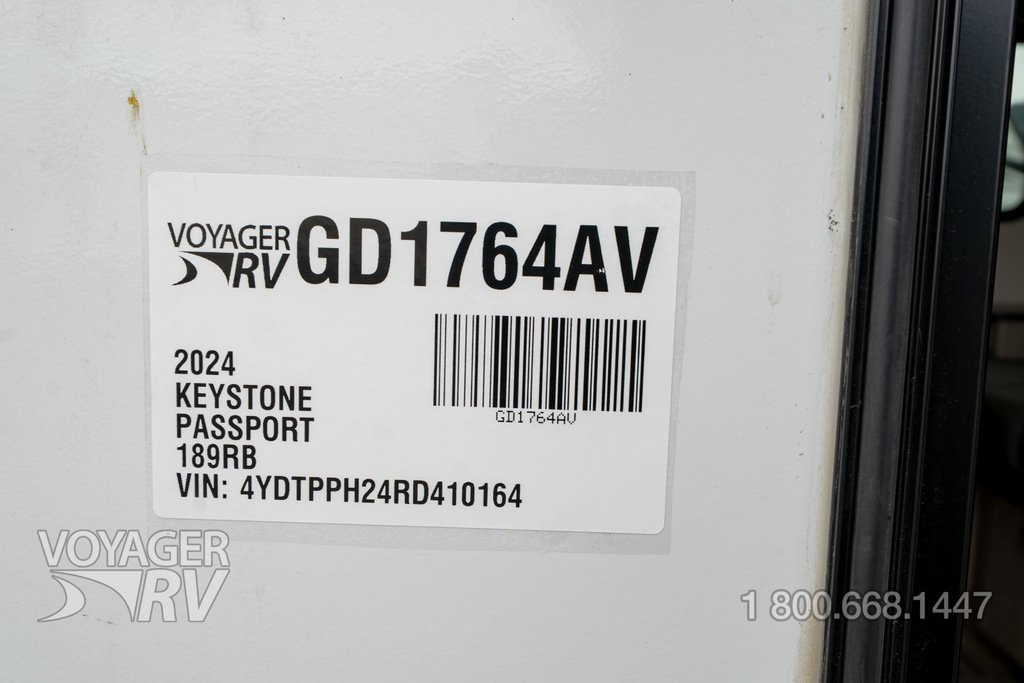 VOYAGER
RV
GD1764AV
GD1764AV
2024
KEYSTONE
PASSPORT
189RB
VIN: 4YDTPPH24RD410164
VOYAGER
RV
1 800.668.1447